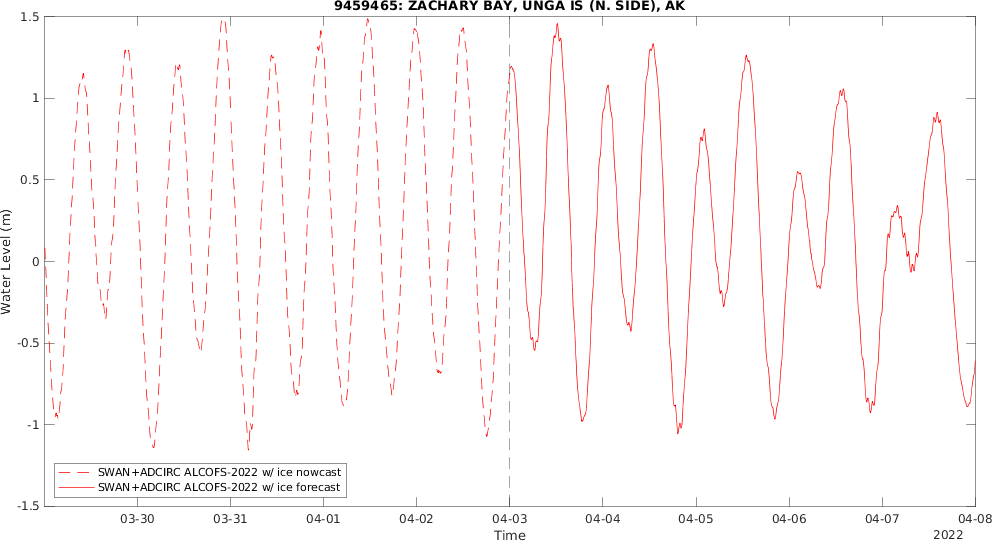 9459465: ZACHARY BAY, UNGA IS (N. SIDE), AK
Water Level (m)
1.5
1
0.5
0
-0.5
-1
-1.5
SWAN+ADCIRC ALCOFS-2022 w/ ice nowcast
SWAN+ADCIRC ALCOFS-2022 w/ ice forecast
03-30 03-31 04-01 04-02 04-03 04-04 04-05 04-06 04-07 04-08
Time
2022